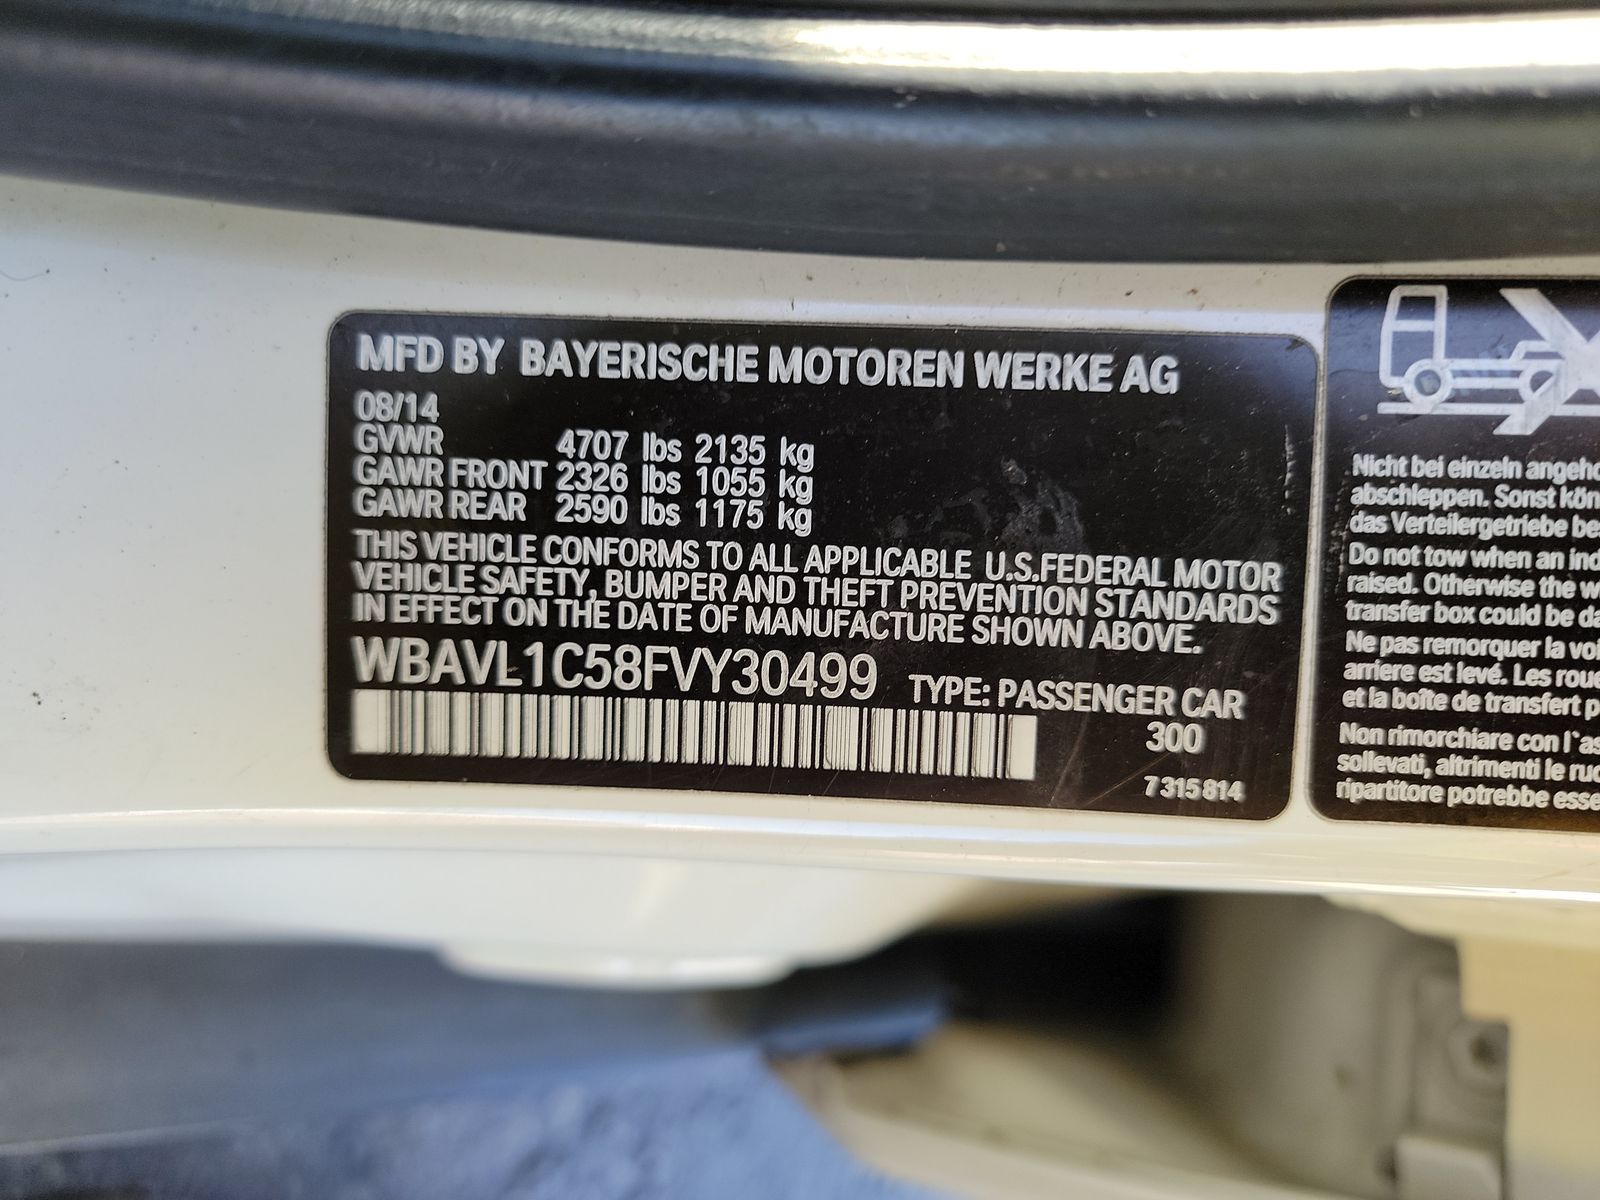 MFD BY BAYERISCHE MOTOREN WERKE AG
08/14
GVWR 4707 lbs 2135 kg
GAWR FRONT 2326 lbs 1055 kg
GAWR REAR 2590 lbs 1175 kg
THIS VEHICLE CONFORMS TO ALL APPLICABLE U.S.FEDERAL MOTOR
VEHICLE SAFETY, BUMPER AND THEFT PREVENTION STANDARDS
IN EFFECT ON THE DATE OF MANUFACTURE SHOWN ABOVE.
WBAVL1C58FVY30499 TYPE: PASSENGER CAR
300
7 315 814
Nicht bei einzeln
abschleppen. Sonst
das Verteilergetriebe
Do not tow when an
raised. Otherwise the
transfer box could be
Ne pas remorquer la
arriere est levé. Les
et la boîte de transfert
Non rimorchiare con l`
sollevati, altrimenti le
ripartitore potrebbe